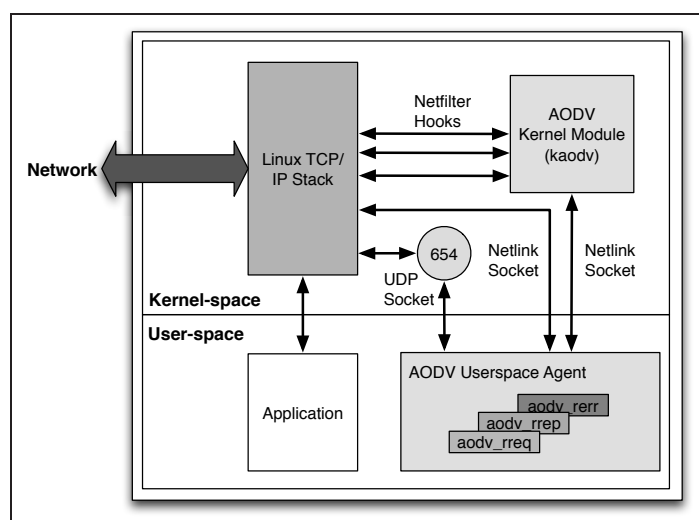 Network
Linux TCP/
IP Stack
Netfilter
Hooks
AODV
Kernel Module
(kaodv)
654
UDP
Socket
Netlink
Socket
Netlink
Socket
Kernel-space
User-space
Application
AODV Userspace Agent
aodv_rerr
aodv_rrep
aodv_rreq